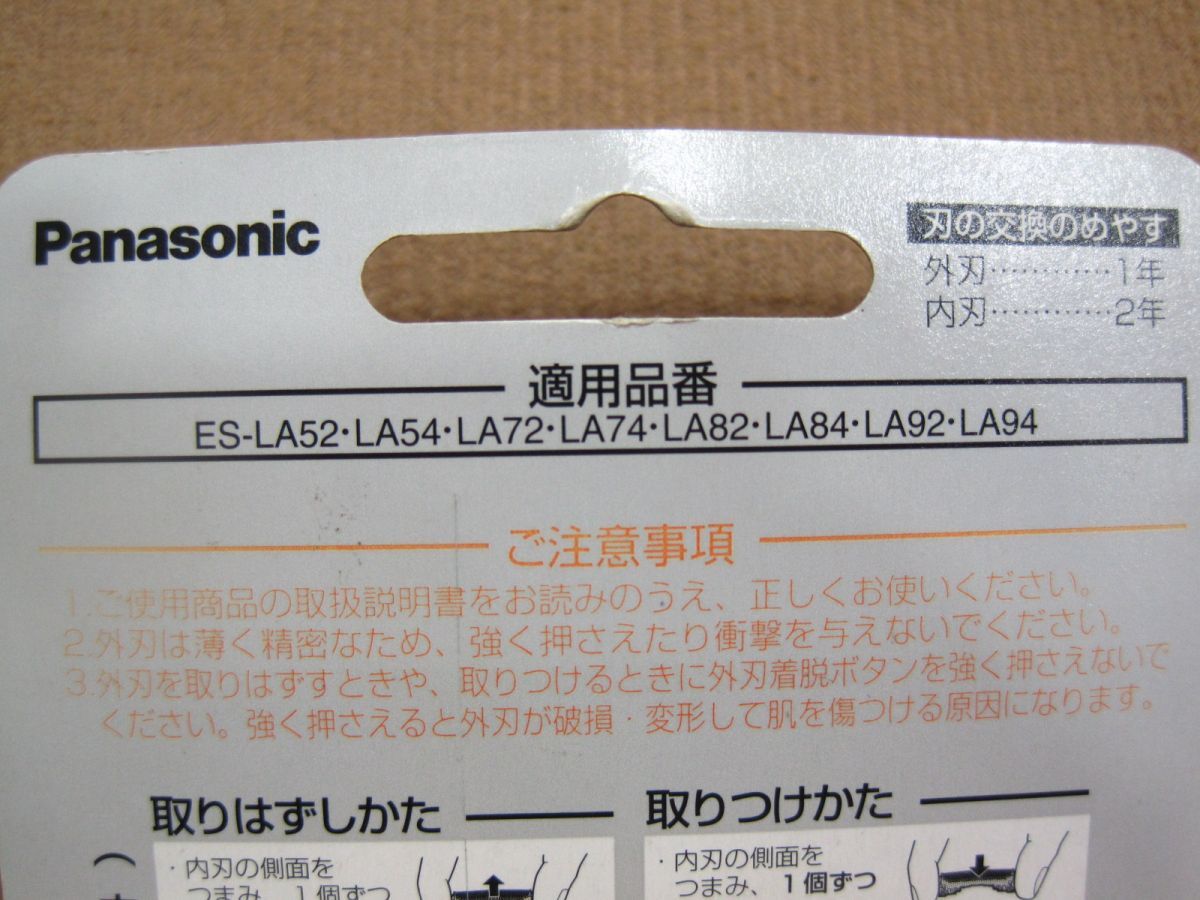 Panasonic
刃の交換のめやす
外刃…………1年
内刃…………2年
適用品番
ES-LA52・LA54・LA72・LA74・LA82・LA84・LA92・LA94
ご注意事項
1.ご使用商品の取扱説明書をお読みのうえ、正しくお使いください。
2.外刃は薄く精密なため、強く押さえたり衝撃を与えないでください。
3.外刃を取りはずすときや、取りつけるときに外刃着脱ボタンを強く押さえないで
ください。強く押さえると外刃が破損・変形して肌を傷つける原因になります。
取りはずしかた
・内刃の側面を
つまみ、1個ずつ
取りつけかた
・内刃の側面を
つまみ、1個ずつ